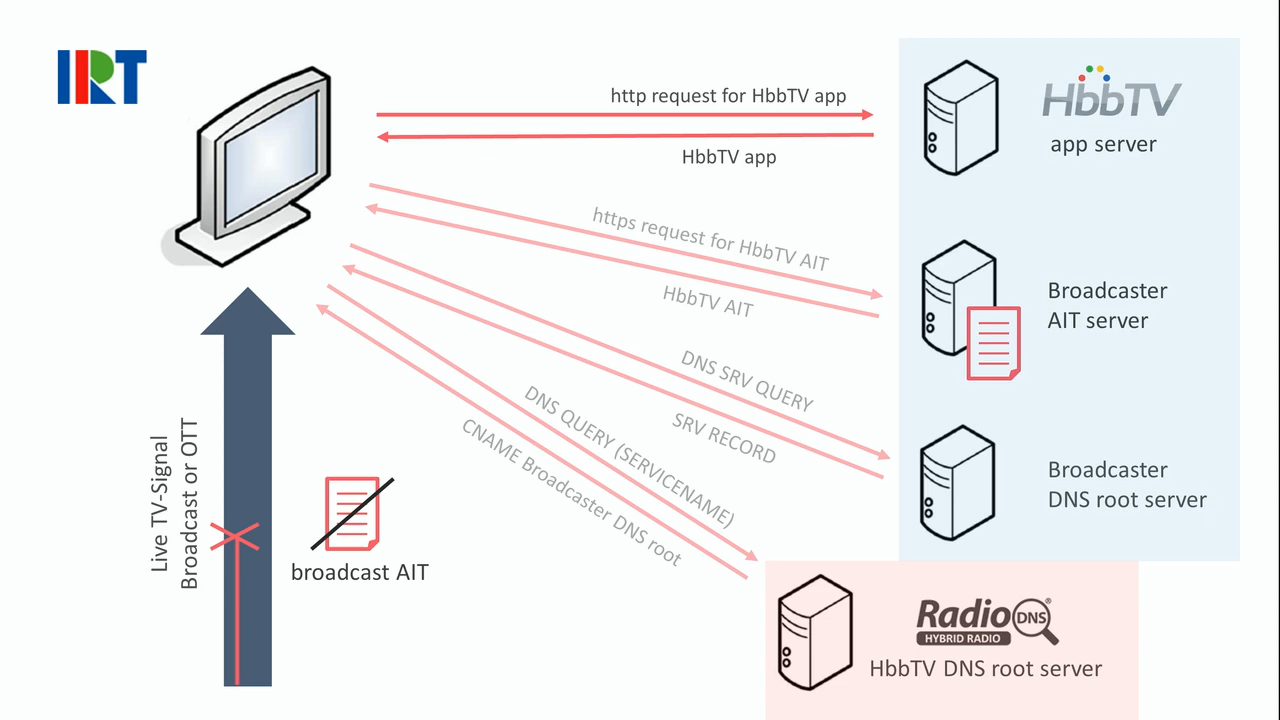 IRT
http request for HbbTV app
HbbTV app
HbbTV
app server
https request for HbbTV AIT
HbbTV AIT
Broadcaster
AIT server
DNS SRV QUERY
SRV RECORD
DNS QUERY (SERVICENAME)
CNAME Broadcaster DNS root
Broadcaster
DNS root server
Live TV-Signal
Broadcast or OTT
broadcast AIT
RadioDNS®
HYBRID RADIO
HbbTV DNS root server